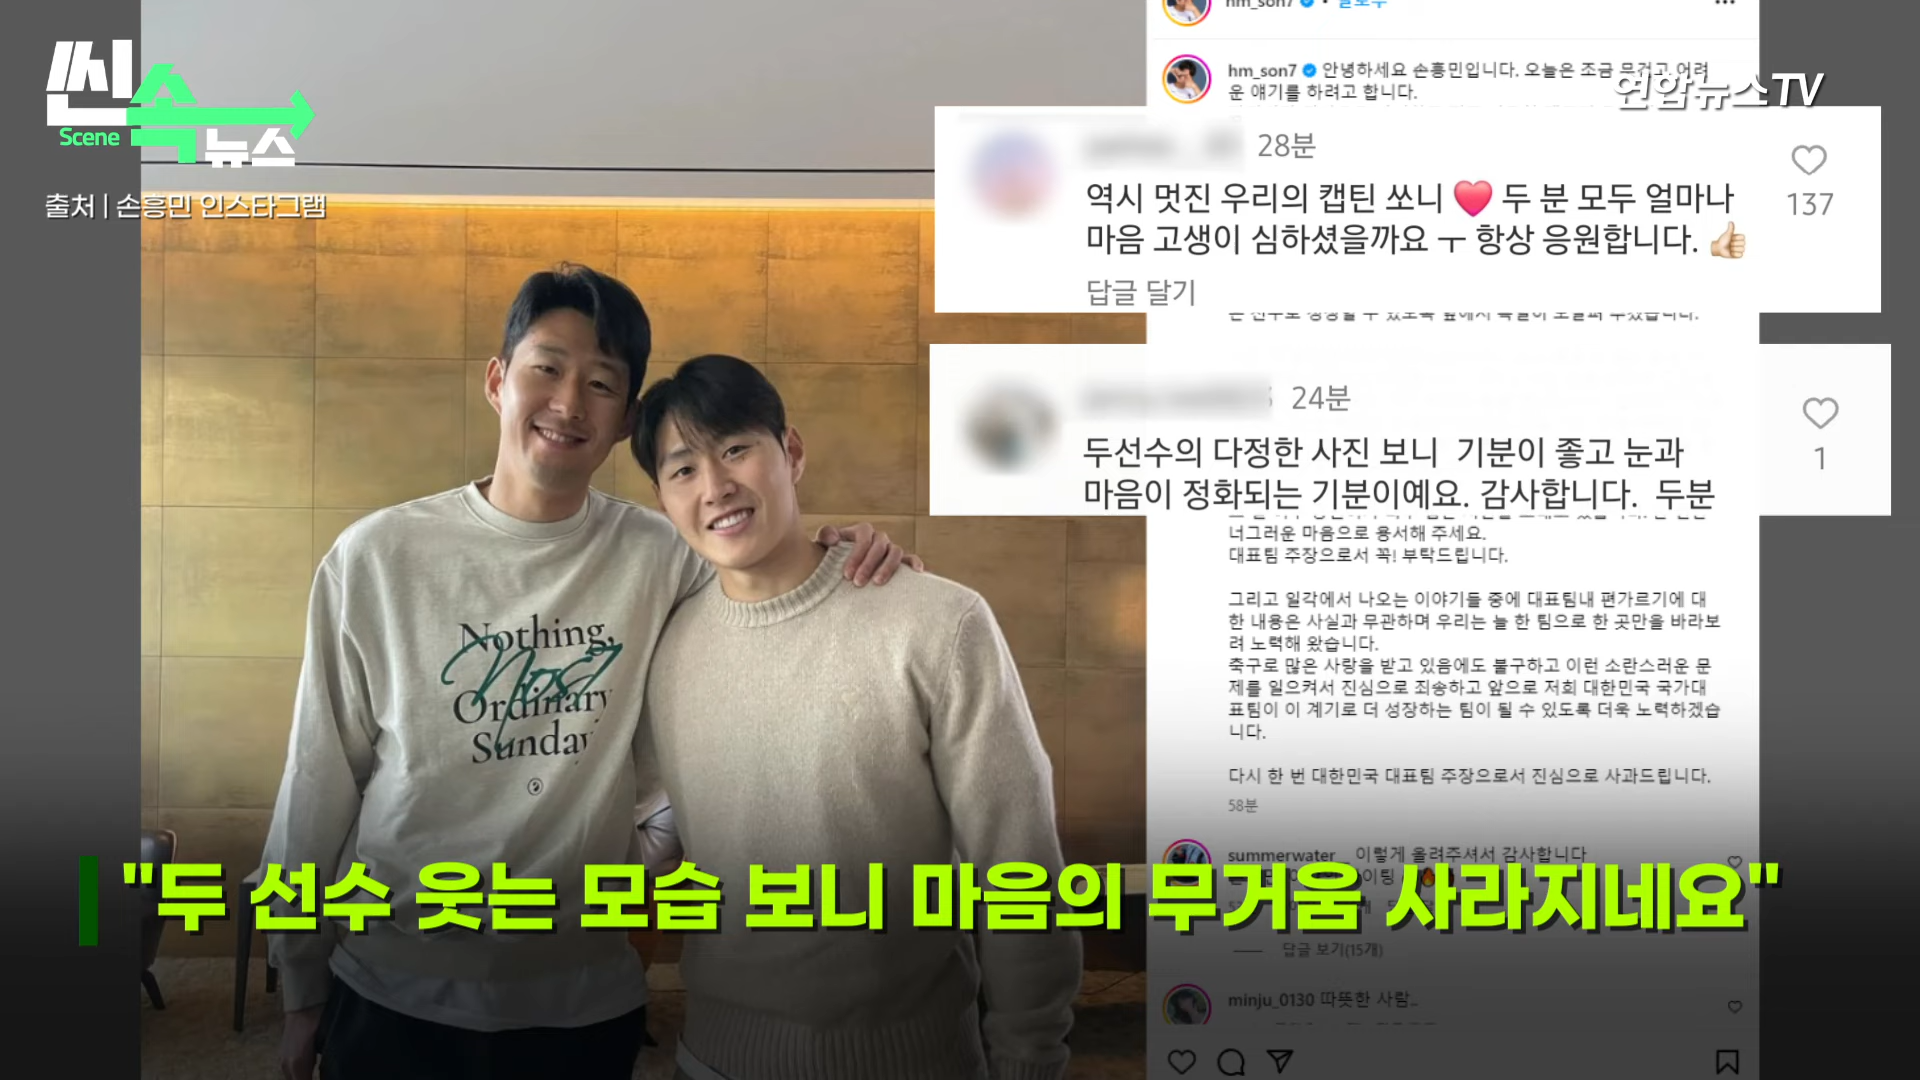 씬속뉴스
Scene
출처 | 손흥민 인스타그램
연합뉴스TV
hm_son7
hm_son7 안녕하세요 손흥민입니다. 오늘은 조금 무겁고 어려
운 얘기를 하려고 합니다.
28분
역시 멋진 우리의 캡틴 쏘니 ❤ 두 분 모두 얼마나
마음 고생이 심하셨을까요 ㅜ 항상 응원합니다. 👍🏻
답글 달기
137
24분
두선수의 다정한 사진 보니 기분이 좋고 눈과
마음이 정화되는 기분이예요. 감사합니다. 두분
1
너그러운 마음으로 용서해 주세요.
대표팀 주장으로서 꼭! 부탁드립니다.
그리고 일각에서 나오는 이야기들 중에 대표팀내 편가르기에 대
한 내용은 사실과 무관하며 우리는 늘 한 팀으로 한 곳만을 바라보
려 노력해 왔습니다.
축구로 많은 사랑을 받고 있음에도 불구하고 이런 소란스러운 문
제를 일으켜서 진심으로 죄송하고 앞으로 저희 대한민국 국가대
표팀이 이 계기로 더 성장하는 팀이 될 수 있도록 더욱 노력하겠습
니다.
다시 한 번 대한민국 대표팀 주장으로서 진심으로 사과드립니다.
58분
summerwater__ 이렇게 올려주셔서 감사합니다
답글 보기(15개)
minju_0130 따뜻한 사람..
Nothing,
Nos7
Ordinary
Sunday
"두 선수 웃는 모습 보니 마음의 무거움 사라지네요"